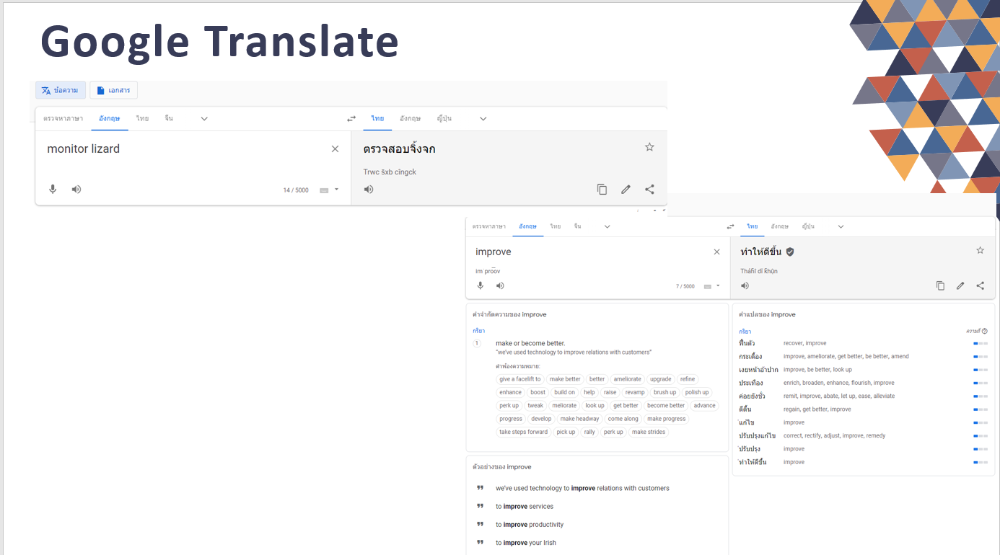 Google Translate
ข้อความ เอกสาร
ตรวจหาภาษา อังกฤษ ไทย จีน ไทย อังกฤษ ญี่ปุ่น
monitor lizard
ตรวจสอบจิ้งจก
Trwc s̄xb cîngck
14 / 5000
ตรวจหาภาษา อังกฤษ ไทย จีน ไทย อังกฤษ ญี่ปุ่น
improve
ทำให้ดีขึ้น
im ˈpro͞ov
Thảh̄ı̂ dī k̄hụ̂n
7 / 5000
คำจำกัดความของ improve
กริยา
1 make or become better.
"we've used technology to improve relations with customers"
คำพ้องความหมาย:
give a facelift to make better better ameliorate upgrade refine
enhance boost build on help raise revamp brush up polish up
perk up tweak meliorate look up get better become better advance
progress develop make headway come along make progress
take steps forward pick up rally perk up make strides
คำแปลของ improve
กริยา ความถี่
ฟื้นตัว recover, improve
กระเตื้อง improve, ameliorate, get better, be better, amend
เงยหน้าอ้าปาก improve, be better, look up
ประเทือง enrich, broaden, enhance, flourish, improve
ค่อยยังชั่ว remit, improve, abate, let up, ease, alleviate
ดีขึ้น regain, get better, improve
แก้ไข improve
ปรับปรุงแก้ไข correct, rectify, adjust, improve, remedy
ปรับปรุง improve
ทำให้ดีขึ้น improve
ตัวอย่างของ improve
we've used technology to improve relations with customers
to improve services
to improve productivity
to improve your Irish